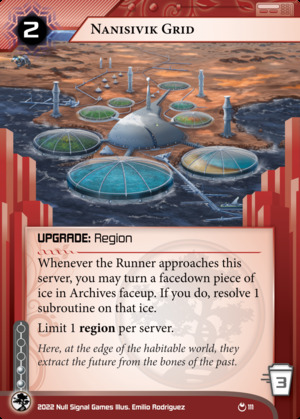 2
Nanisivik Grid
UPGRADE: Region
Whenever the Runner approaches this
server, you may turn a facedown piece of
ice in Archives faceup. If you do, resolve 1
subroutine on that ice.
Limit 1 region per server.
Here, at the edge of the habitable world, they
extract the future from the bones of the past.
3
2022 Null Signal Games Illus. Emilio Rodriguez
111